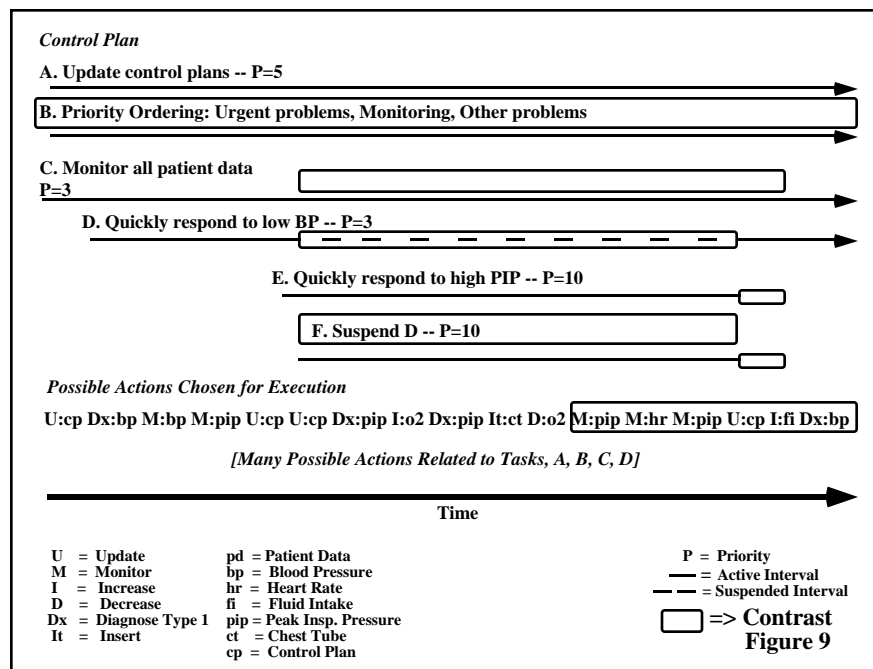 Control Plan
A. Update control plans -- P=5
B. Priority Ordering: Urgent problems, Monitoring, Other problems
C. Monitor all patient data
P=3
D. Quickly respond to low BP -- P=3
E. Quickly respond to high PIP -- P=10
F. Suspend D -- P=10
Possible Actions Chosen for Execution
U:cp Dx:bp M:bp M:pip U:cp U:cp Dx:pip I:o2 Dx:pip It:ct D:o2 M:pip M:hr M:pip U:cp I:fi Dx:bp
[Many Possible Actions Related to Tasks, A, B, C, D]
Time
U = Update
M = Monitor
I = Increase
D = Decrease
Dx = Diagnose Type 1
It = Insert
pd = Patient Data
bp = Blood Pressure
hr = Heart Rate
fi = Fluid Intake
pip = Peak Insp. Pressure
ct = Chest Tube
cp = Control Plan
P = Priority
= Active Interval
= Suspended Interval
=> Contrast
Figure 9